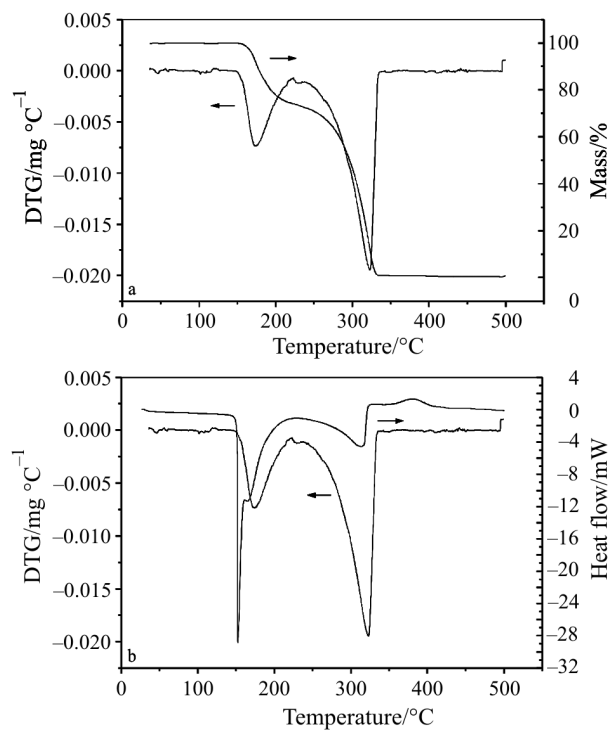 0.005
0.000
−0.005
−0.010
−0.015
−0.020
DTG/mg °C−1
100
80
60
40
20
0
Mass/%
a
0 100 200 300 400 500
Temperature/°C
0.005
0.000
−0.005
−0.010
−0.015
−0.020
DTG/mg °C−1
4
0
−4
−8
−12
−16
−20
−24
−28
−32
Heat flow/mW
b
0 100 200 300 400 500
Temperature/°C